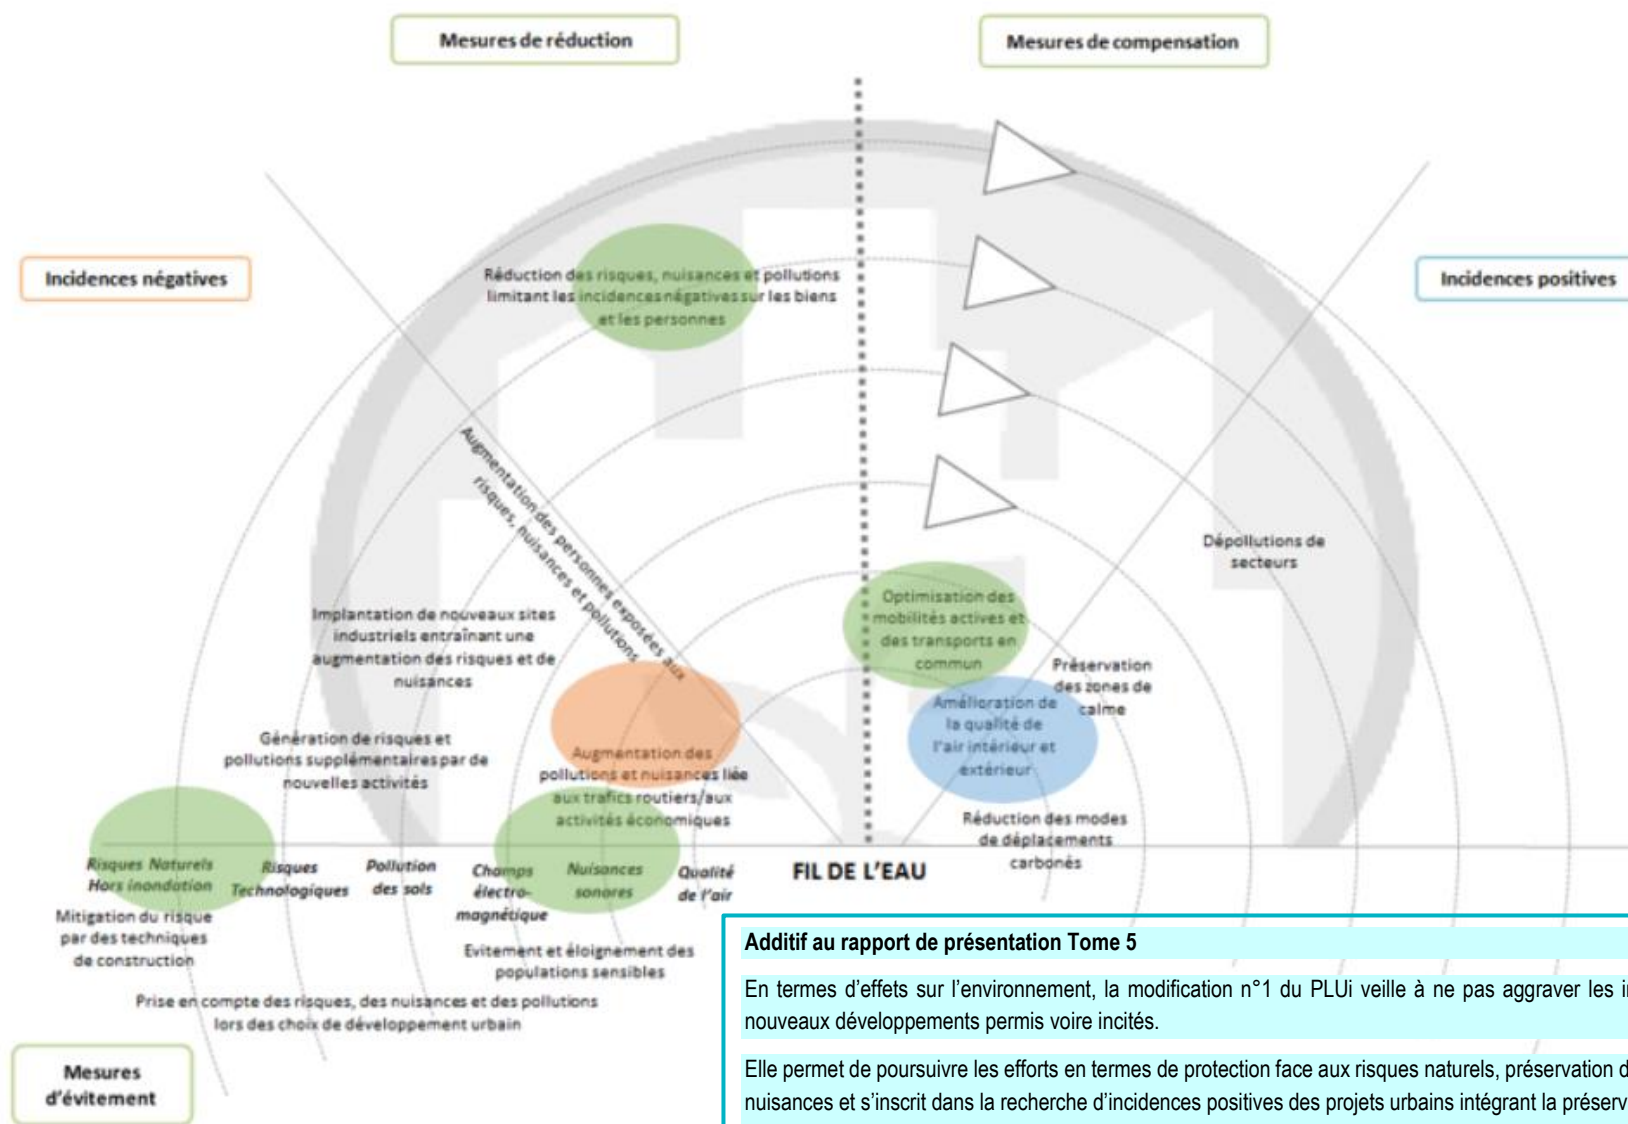 Mesures de réduction
Mesures de compensation
Incidences négatives
Incidences positives
Réduction des risques, nuisances et pollutions
limitant les incidences négatives sur les biens
et les personnes
Augmentation des personnes exposées aux
risques, nuisances et pollutions
Dépollutions de
secteurs
Implantation de nouveaux sites
industriels entraînant une
augmentation des risques et de
nuisances
Optimisation des
mobilités actives et
des transports en
commun
Préservation
des zones de
calme
Amélioration de
la qualité de
l'air intérieur et
extérieur
Génération de risques et
pollutions supplémentaires par de
nouvelles activités
Augmentation des
pollutions et nuisances liée
aux trafics routiers/aux
activités économiques
Réduction des modes
de déplacements
carbonés
Risques Naturels
Hors inondation
Risques
Technologiques
Pollution
des sols
Champs
électro-
magnétique
Nuisances
sonores
Qualité
de l'air
FIL DE L'EAU
Mitigation du risque
par des techniques
de construction
Evitement et éloignement des
populations sensibles
Prise en compte des risques, des nuisances et des pollutions
lors des choix de développement urbain
Mesures
d'évitement
Additif au rapport de présentation Tome 5
En termes d'effets sur l'environnement, la modification n°1 du PLUi veille à ne pas aggraver les
nouveaux développements permis voire incités.
Elle permet de poursuivre les efforts en termes de protection face aux risques naturels, préservation
nuisances et s'inscrit dans la recherche d'incidences positives des projets urbains intégrant la